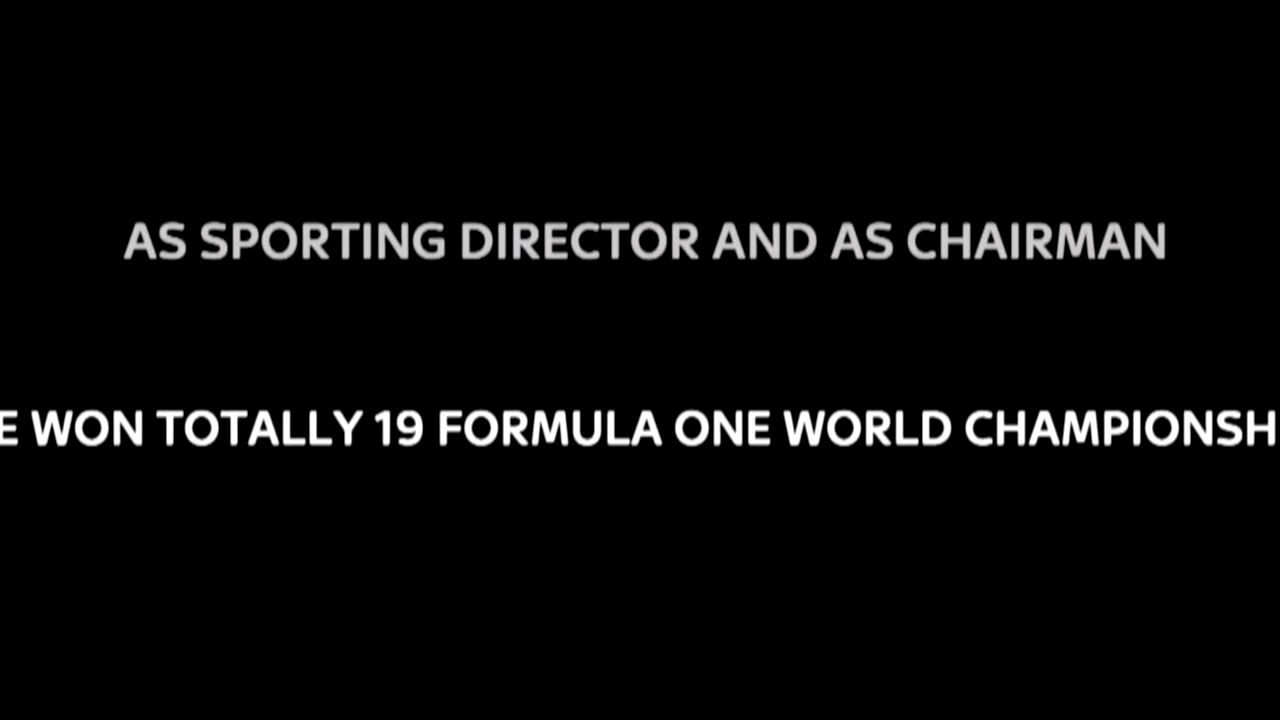 AS SPORTING DIRECTOR AND AS CHAIRMAN
E WON TOTALLY 19 FORMULA ONE WORLD CHAMPIONSH